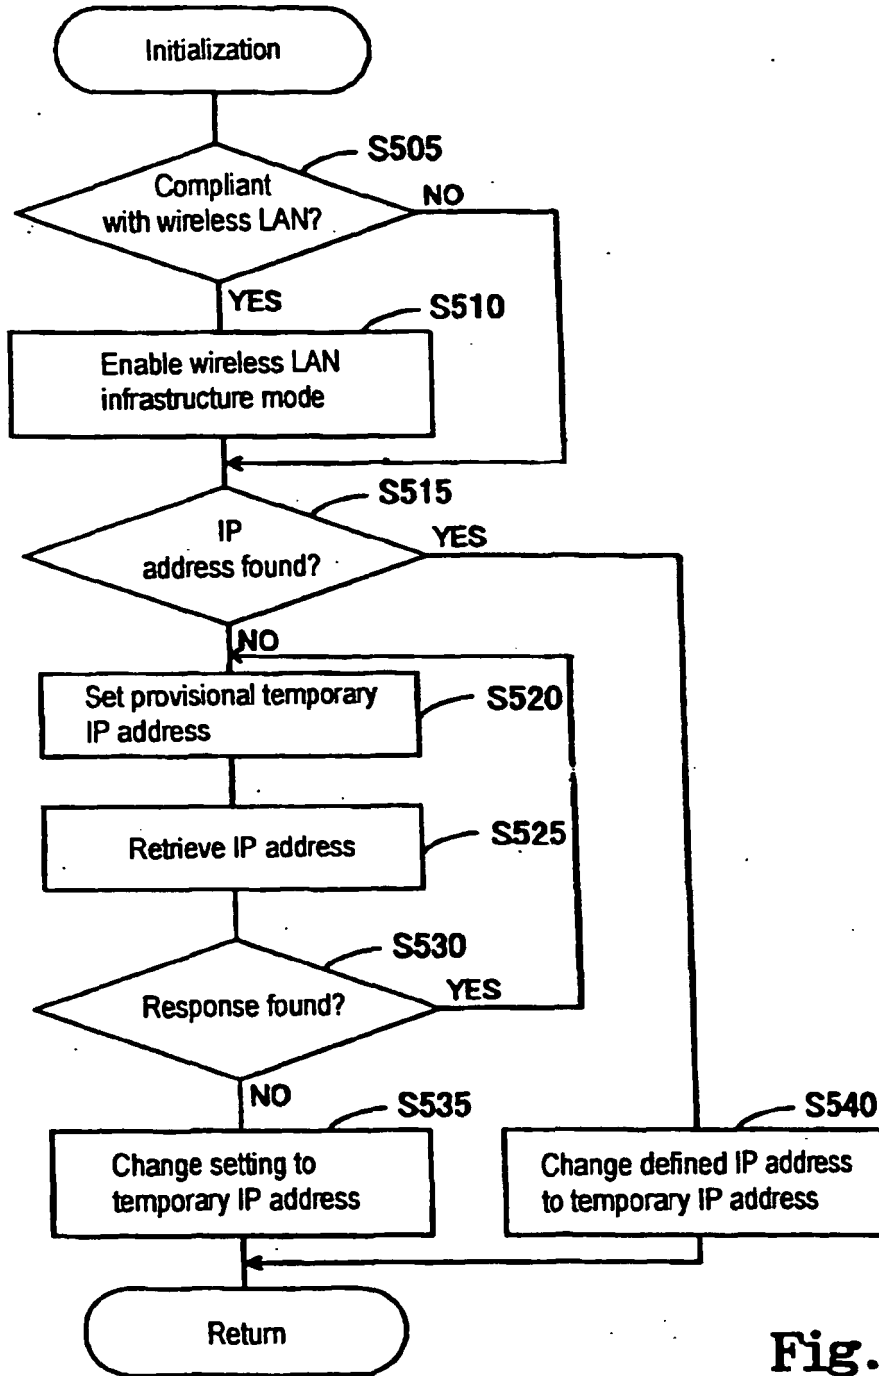 Initialization
S505
Compliant
with wireless LAN?
NO
YES
S510
Enable wireless LAN
infrastructure mode
S515
IP
address found?
YES
NO
Set provisional temporary
IP address
S520
Retrieve IP address
S525
S530
Response found?
YES
NO
S535
Change setting to
temporary IP address
S540
Change defined IP address
to temporary IP address
Return
Fig.